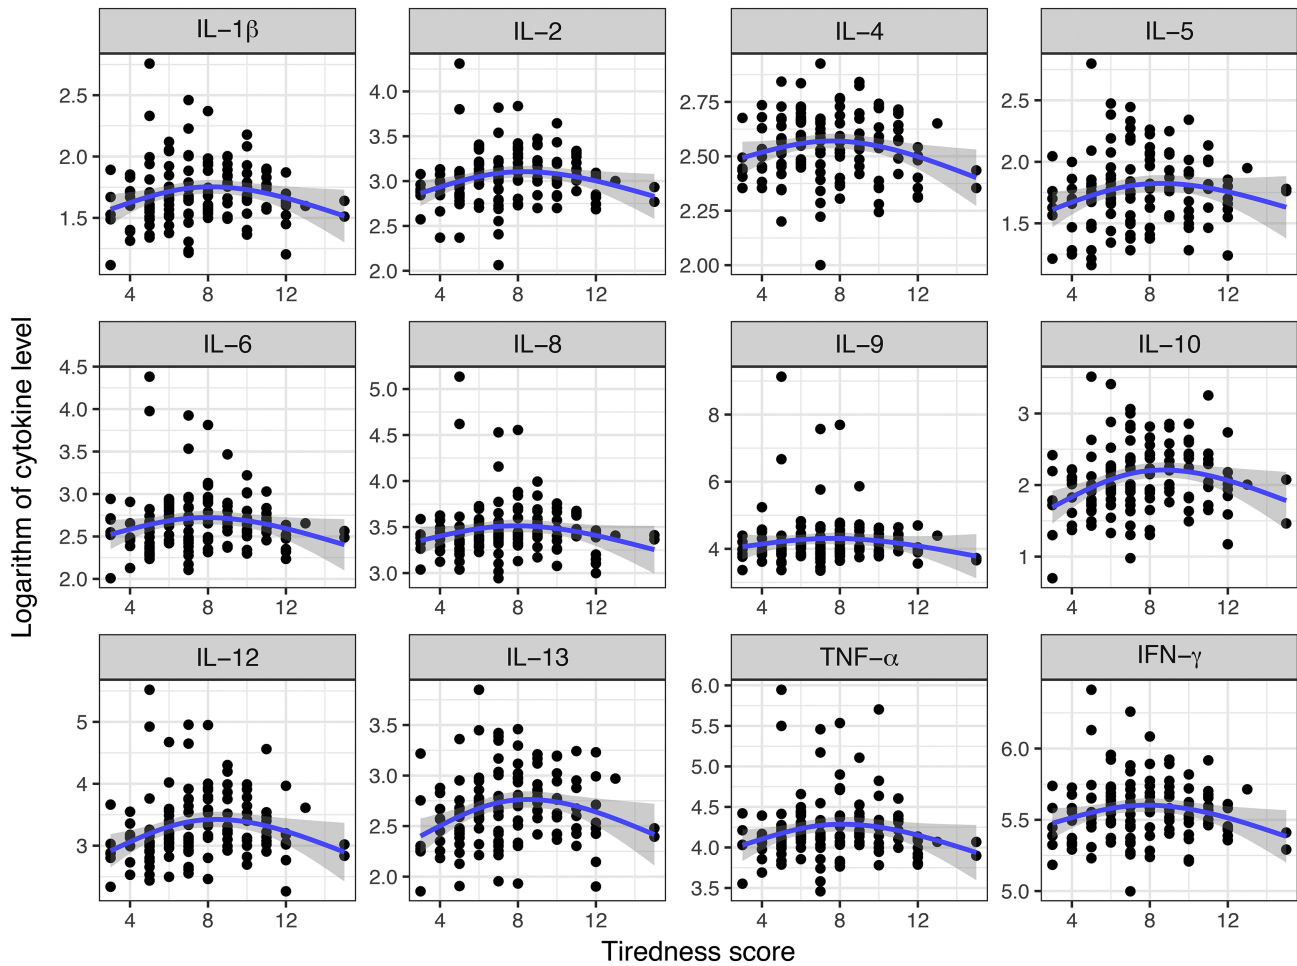 IL−1β IL−2 IL−4 IL−5
2.5
2.0
1.5
4 8 12
4.0
3.5
3.0
2.5
2.0
4 8 12
2.75
2.50
2.25
2.00
4 8 12
2.5
2.0
1.5
4 8 12
Logarithm of cytokine level
IL−6 IL−8 IL−9 IL−10
4.5
4.0
3.5
3.0
2.5
2.0
4 8 12
5.0
4.5
4.0
3.5
3.0
4 8 12
8
6
4
4 8 12
3
2
1
4 8 12
IL−12 IL−13 TNF−α IFN−γ
5
4
3
4 8 12
3.5
3.0
2.5
2.0
4 8 12
6.0
5.5
5.0
4.5
4.0
3.5
4 8 12
6.0
5.5
5.0
4 8 12
Tiredness score